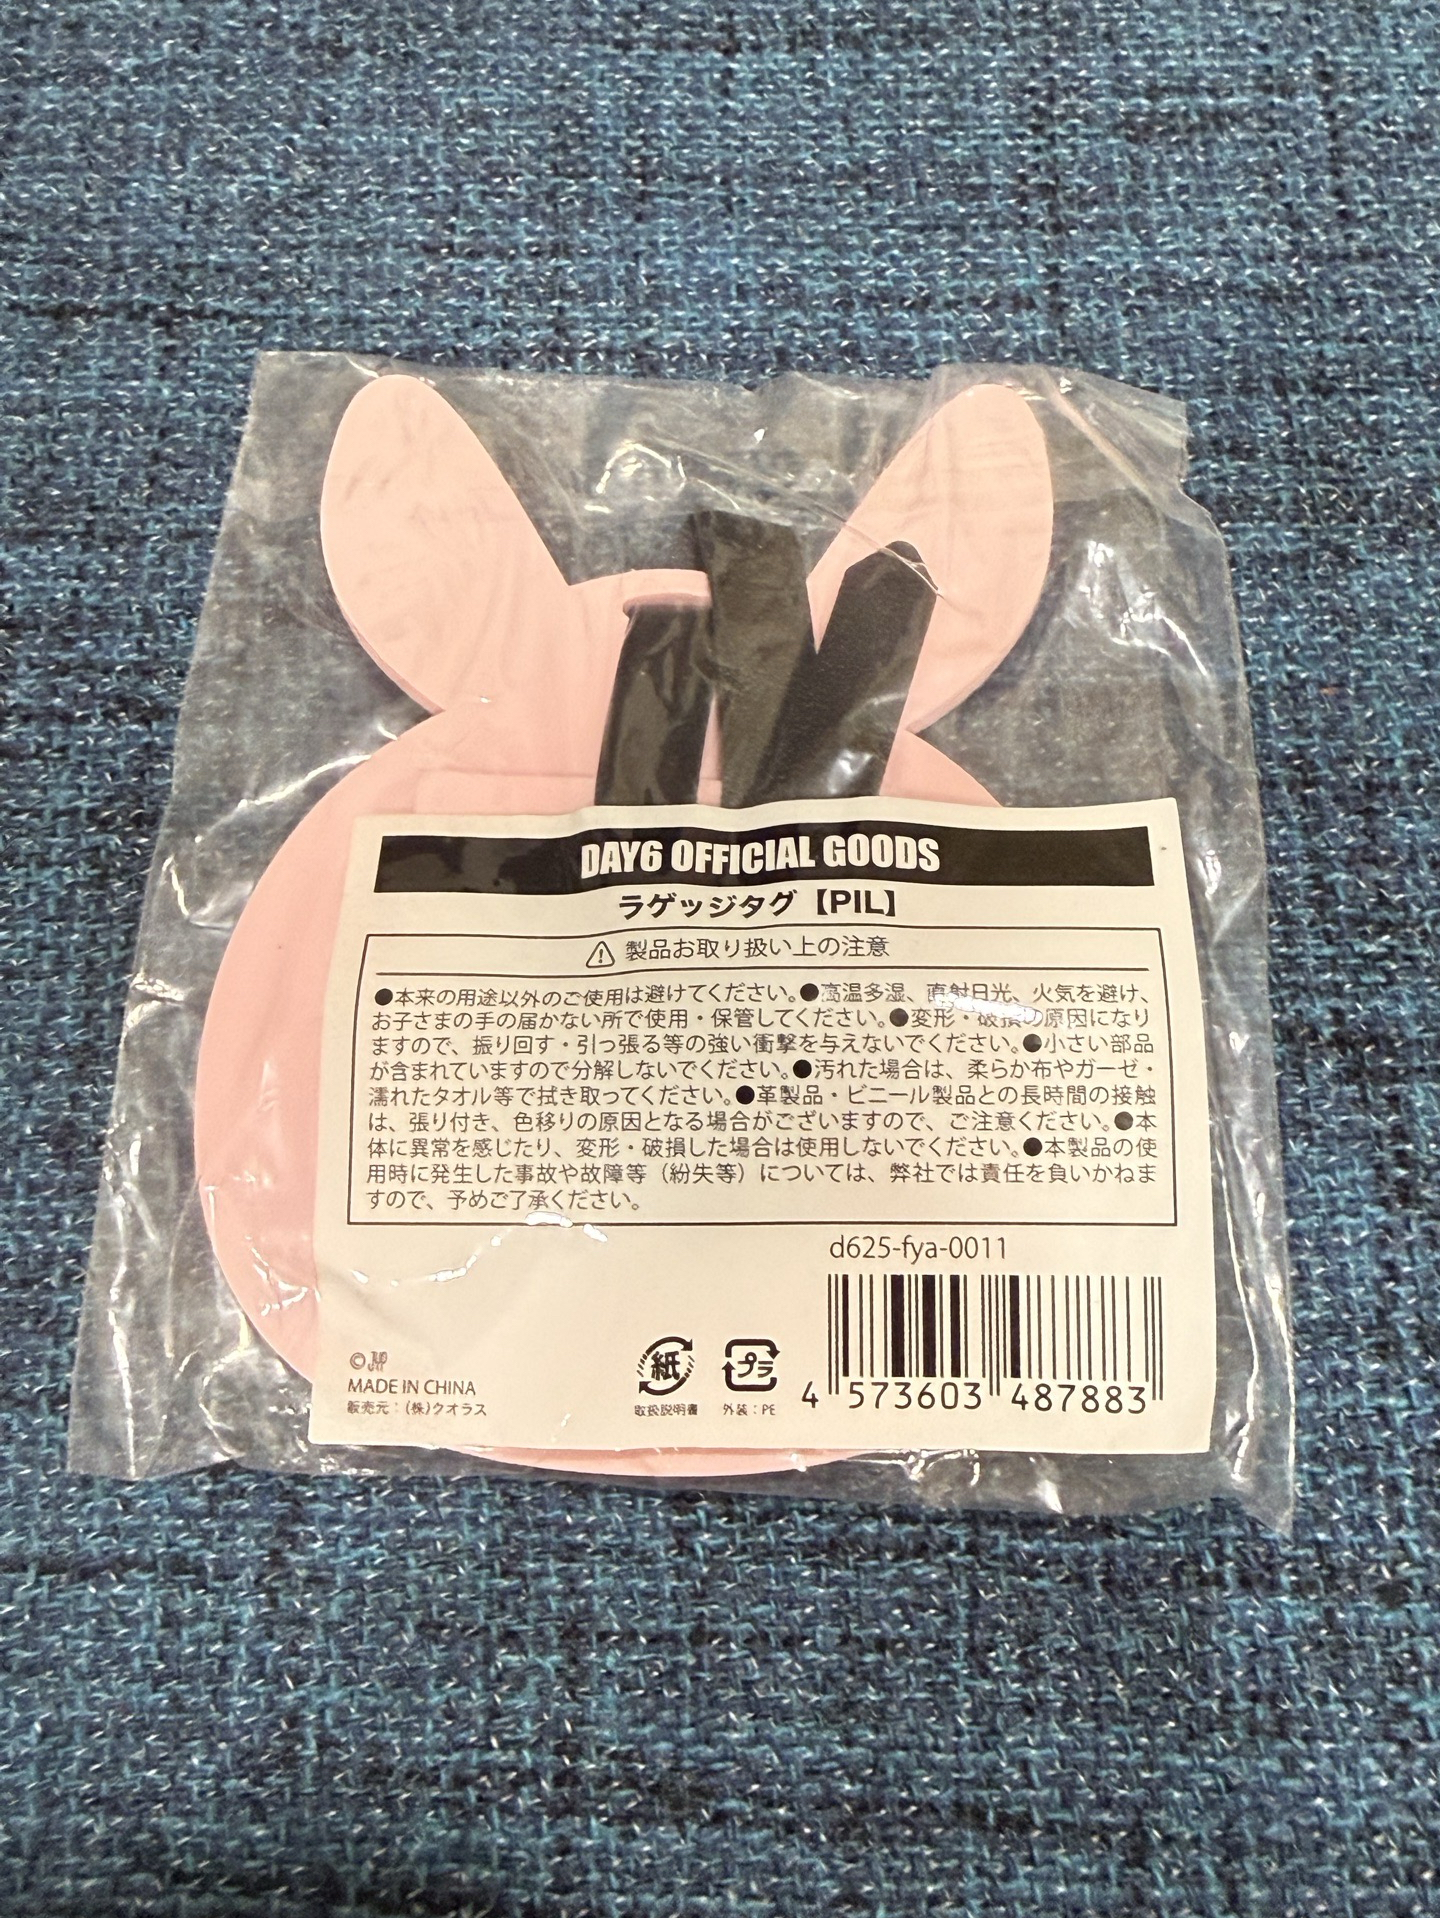 DAY6 OFFICIAL GOODS
ラゲッジタグ【PIL】
製品お取り扱い上の注意
●本来の用途以外のご使用は避けてください。●高温多湿、直射日光、火気を避け、
お子さまの手の届かない所で使用・保管してください。●変形・破損の原因になり
ますので、振り回す・引っ張る等の強い衝撃を与えないでください。●小さい部品
が含まれていますので分解しないでください。●汚れた場合は、柔らか布やガーゼ・
濡れたタオル等で拭き取ってください。●革製品・ビニール製品との長時間の接触
は、張り付き、色移りの原因となる場合がございますので、ご注意ください。●本
体に異常を感じたり、変形・破損した場合は使用しないでください。●本製品の使
用時に発生した事故や故障等（紛失等）については、弊社では責任を負いかねま
すので、予めご了承ください。
d625-fya-0011
©JYP
MADE IN CHINA
販売元：(株)クオラス
紙
取扱説明書
プラ
外装：PE
4 573603 487883